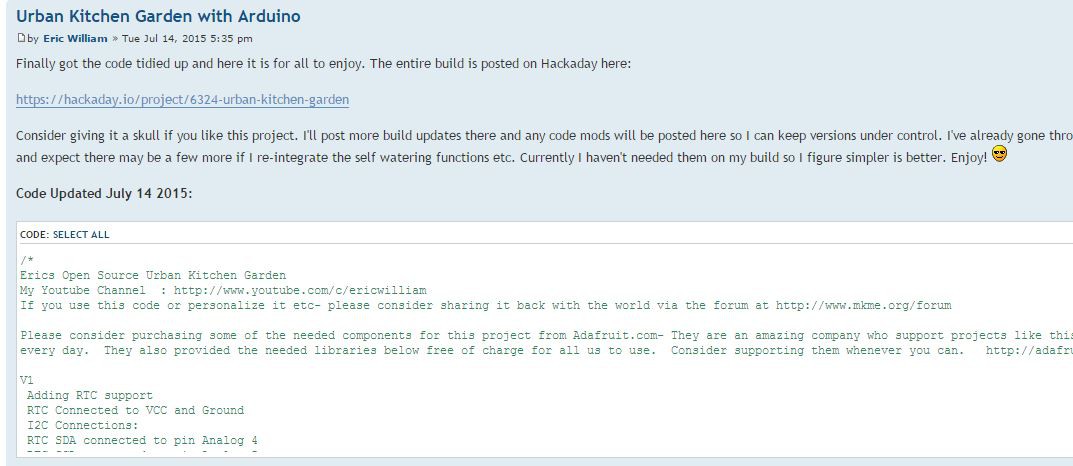 Urban Kitchen Garden with Arduino
by Eric William » Tue Jul 14, 2015 5:35 pm
Finally got the code tidied up and here it is for all to enjoy. The entire build is posted on Hackaday here:
https://hackaday.io/project/6324-urban-kitchen-garden
Consider giving it a skull if you like this project. I'll post more build updates there and any code mods will be posted here so I can keep versions under control. I've already gone thro
and expect there may be a few more if I re-integrate the self watering functions etc. Currently I haven't needed them on my build so I figure simpler is better. Enjoy!
Code Updated July 14 2015:
CODE: SELECT ALL
/*
Erics Open Source Urban Kitchen Garden
My Youtube Channel  : http://www.youtube.com/c/ericwilliam
If you use this code or personalize it etc- please consider sharing it back with the world via the forum at http://www.mkme.org/forum
Please consider purchasing some of the needed components for this project from Adafruit.com- They are an amazing company who support projects like this
every day.  They also provided the needed libraries below free of charge for all us to use.  Consider supporting them whenever you can.   http://adafru
V1
Adding RTC support
RTC Connected to VCC and Ground
I2C Connections:
RTC SDA connected to pin Analog 4